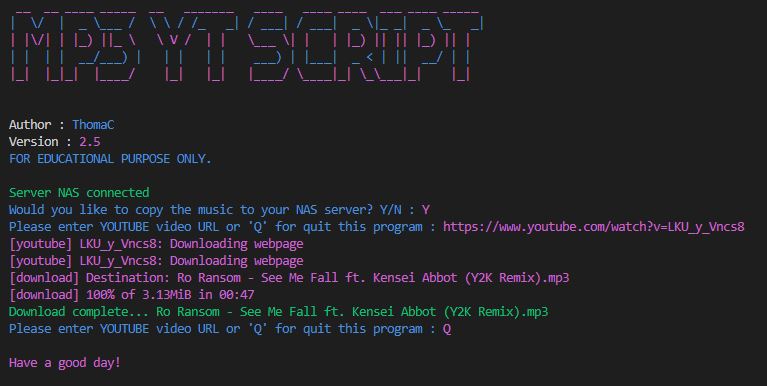 MP3 YT SCRIPT
Author : ThomaC
Version : 2.5
FOR EDUCATIONAL PURPOSE ONLY.
Server NAS connected
Would you like to copy the music to your NAS server? Y/N : Y
Please enter YOUTUBE video URL or 'Q' for quit this program : https://www.youtube.com/watch?v=LKU_y_Vncs8
[youtube] LKU_y_Vncs8: Downloading webpage
[youtube] LKU_y_Vncs8: Downloading webpage
[download] Destination: Ro Ransom - See Me Fall ft. Kensei Abbot (Y2K Remix).mp3
[download] 100% of 3.13MiB in 00:47
Download complete... Ro Ransom - See Me Fall ft. Kensei Abbot (Y2K Remix).mp3
Please enter YOUTUBE video URL or 'Q' for quit this program : Q
Have a good day!